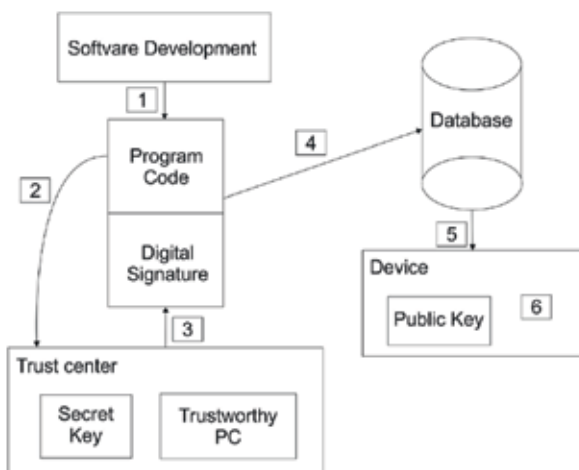 Softvare Development
1
Program
Code
2
Digital
Signature
3
Trust center
Secret
Key
Trustworthy
PC
4
Database
5
Device
Public Key
6